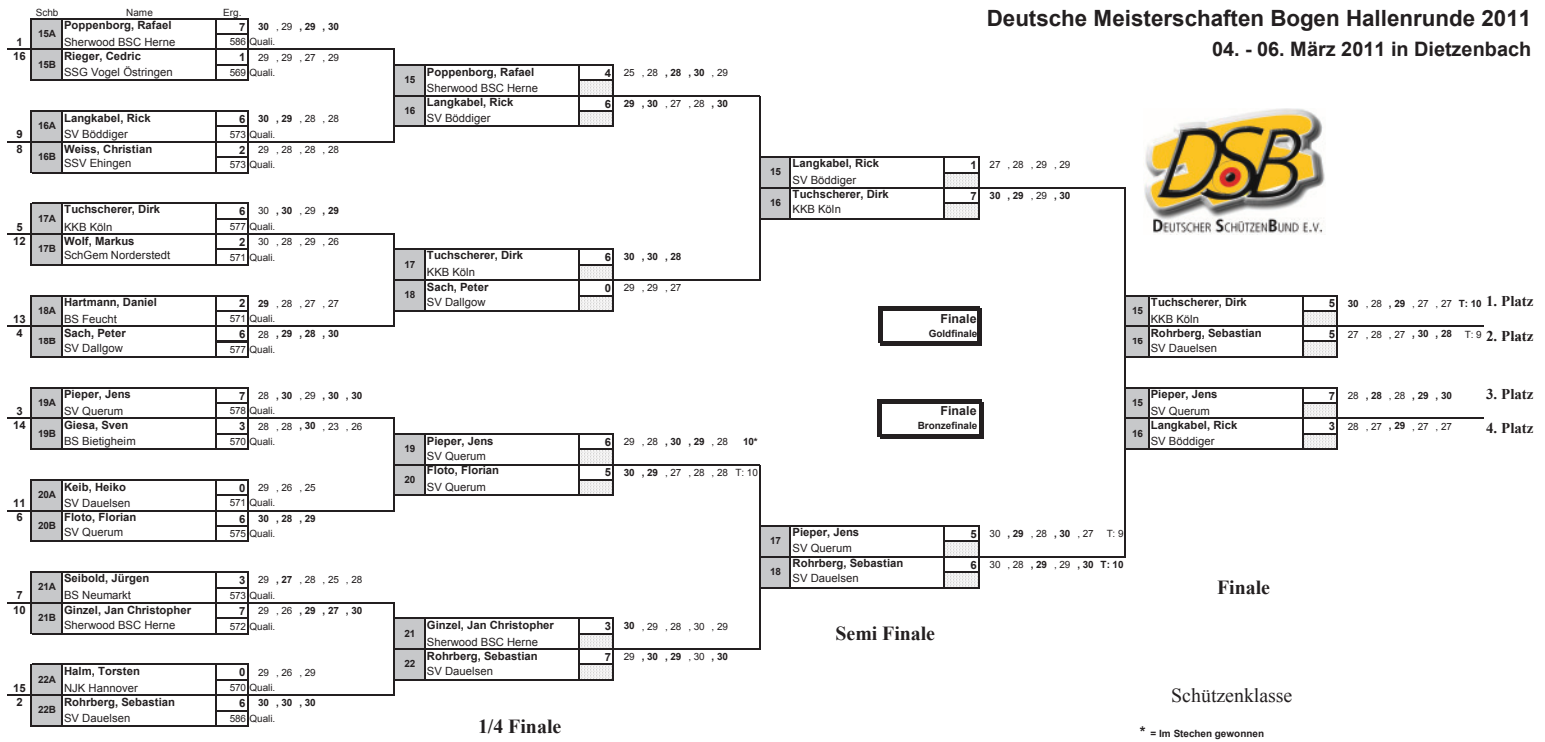 Deutsche Meisterschaften Bogen Hallenrunde 2011
04. - 06. März 2011 in Dietzenbach
DSB
DEUTSCHER SCHÜTZENBUND E.V.
Schb Name Erg.
15A Poppenborg, Rafael 7 30 , 29 , 29 , 30
1 Sherwood BSC Herne 586 Quali.
16 15B Rieger, Cedric 1 29 , 29 , 27 , 29
SSG Vogel Östringen 569 Quali.
16A Langkabel, Rick 6 30 , 29 , 28 , 28
9 SV Böddiger 573 Quali.
8 16B Weiss, Christian 2 29 , 28 , 28 , 28
SSV Ehingen 573 Quali.
17A Tuchscherer, Dirk 6 30 , 30 , 29 , 29
5 KKB Köln 577 Quali.
12 17B Wolf, Markus 2 30 , 28 , 29 , 26
SchGem Norderstedt 571 Quali.
18A Hartmann, Daniel 2 29 , 28 , 27 , 27
13 BS Feucht 571 Quali.
4 18B Sach, Peter 6 28 , 29 , 28 , 30
SV Dallgow 577 Quali.
19A Pieper, Jens 7 28 , 30 , 29 , 30 , 30
3 SV Querum 578 Quali.
14 19B Giesa, Sven 3 28 , 28 , 30 , 23 , 26
BS Bietigheim 570 Quali.
20A Keib, Heiko 0 29 , 26 , 25
11 SV Dauelsen 571 Quali.
6 20B Floto, Florian 6 30 , 28 , 29
SV Querum 575 Quali.
21A Seibold, Jürgen 3 29 , 27 , 28 , 25 , 28
7 BS Neumarkt 573 Quali.
10 21B Ginzel, Jan Christopher 7 29 , 26 , 29 , 27 , 30
Sherwood BSC Herne 572 Quali.
22A Halm, Torsten 0 29 , 26 , 29
15 NJK Hannover 570 Quali.
2 22B Rohrberg, Sebastian 6 30 , 30 , 30
SV Dauelsen 586 Quali.
15 Poppenborg, Rafael 4 25 , 28 , 28 , 30 , 29
Sherwood BSC Herne
16 Langkabel, Rick 6 29 , 30 , 27 , 28 , 30
SV Böddiger
17 Tuchscherer, Dirk 6 30 , 30 , 28
KKB Köln
18 Sach, Peter 0 29 , 29 , 27
SV Dallgow
19 Pieper, Jens 6 29 , 28 , 30 , 29 , 28 10*
SV Querum
20 Floto, Florian 5 30 , 29 , 27 , 28 , 28 T: 10
SV Querum
21 Ginzel, Jan Christopher 3 30 , 29 , 28 , 30 , 29
Sherwood BSC Herne
22 Rohrberg, Sebastian 7 29 , 30 , 29 , 30 , 30
SV Dauelsen
1/4 Finale
15 Langkabel, Rick 1 27 , 28 , 29 , 29
SV Böddiger
16 Tuchscherer, Dirk 7 30 , 29 , 29 , 30
KKB Köln
Finale
Goldfinale
Finale
Bronzefinale
17 Pieper, Jens 5 30 , 29 , 28 , 30 , 27 T: 9
SV Querum
18 Rohrberg, Sebastian 6 30 , 28 , 29 , 29 , 30 T: 10
SV Dauelsen
Semi Finale
15 Tuchscherer, Dirk 5 30 , 28 , 29 , 27 , 27 T: 10 1. Platz
KKB Köln
16 Rohrberg, Sebastian 5 27 , 28 , 27 , 30 , 28 T: 9 2. Platz
SV Dauelsen
15 Pieper, Jens 7 28 , 28 , 28 , 29 , 30 3. Platz
SV Querum
16 Langkabel, Rick 3 28 , 27 , 29 , 27 , 27 4. Platz
SV Böddiger
Finale
Schützenklasse
* = Im Stechen gewonnen